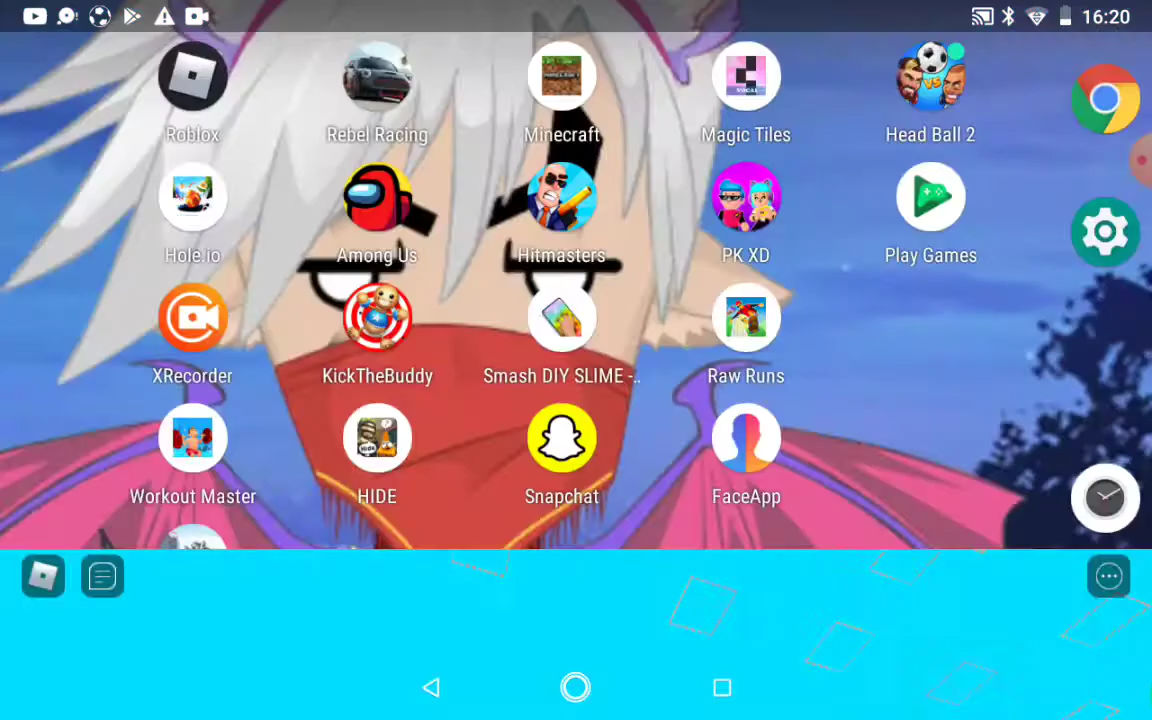 16:20
Roblox
Rebel Racing
Minecraft
Magic Tiles
Head Ball 2
Hole.io
Among Us
Hitmasters
PK XD
Play Games
XRecorder
KickTheBuddy
Smash DIY SLIME -..
Raw Runs
Workout Master
HIDE
Snapchat
FaceApp